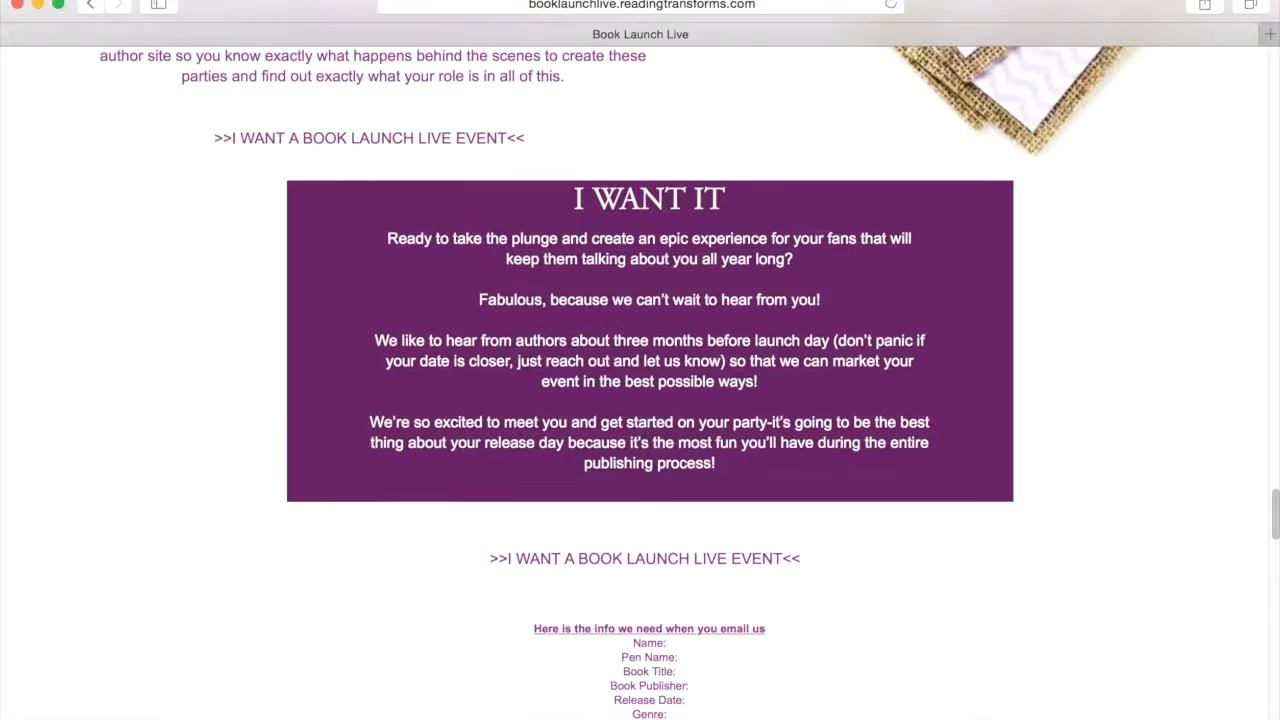 booklaunchlive.readingtransforms.com
Book Launch Live
author site so you know exactly what happens behind the scenes to create these
parties and find out exactly what your role is in all of this.
>>I WANT A BOOK LAUNCH LIVE EVENT<<
I WANT IT
Ready to take the plunge and create an epic experience for your fans that will
keep them talking about you all year long?
Fabulous, because we can’t wait to hear from you!
We like to hear from authors about three months before launch day (don’t panic if
your date is closer, just reach out and let us know) so that we can market your
event in the best possible ways!
We’re so excited to meet you and get started on your party-it’s going to be the best
thing about your release day because it’s the most fun you’ll have during the entire
publishing process!
>>I WANT A BOOK LAUNCH LIVE EVENT<<
Here is the info we need when you email us
Name:
Pen Name:
Book Title:
Book Publisher:
Release Date:
Genre: